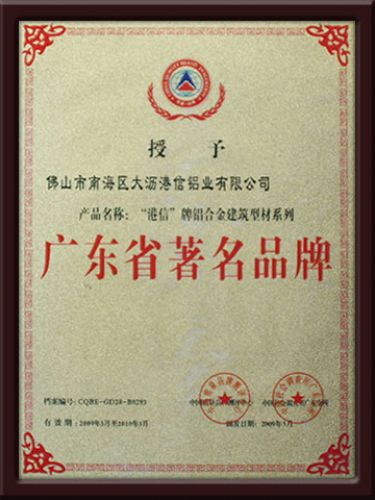 授 予
佛山市南海区大沥港信铝业有限公司
产品名称：“港信”牌铝合金建筑型材系列
广东省著名品牌
档案编号：CQBE-GD28-B0293
有 效 期：2009年3月至2010年3月
颁发日期：2009年3月